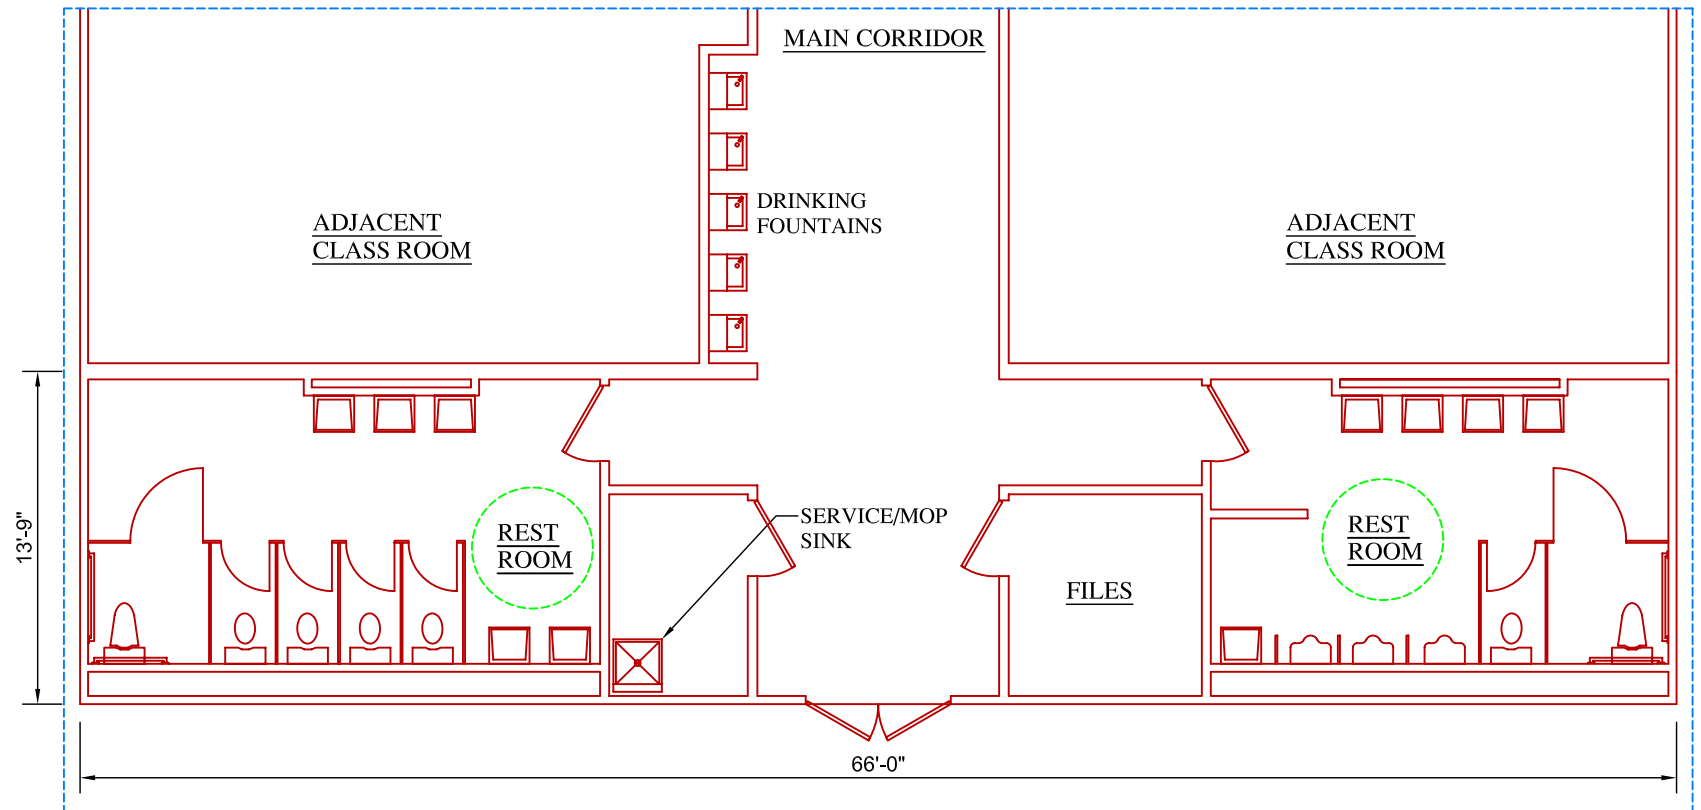 MAIN CORRIDOR
DRINKING
FOUNTAINS
ADJACENT
CLASS ROOM
ADJACENT
CLASS ROOM
13'-9"
REST
ROOM
SERVICE/MOP
SINK
FILES
REST
ROOM
66'-0"